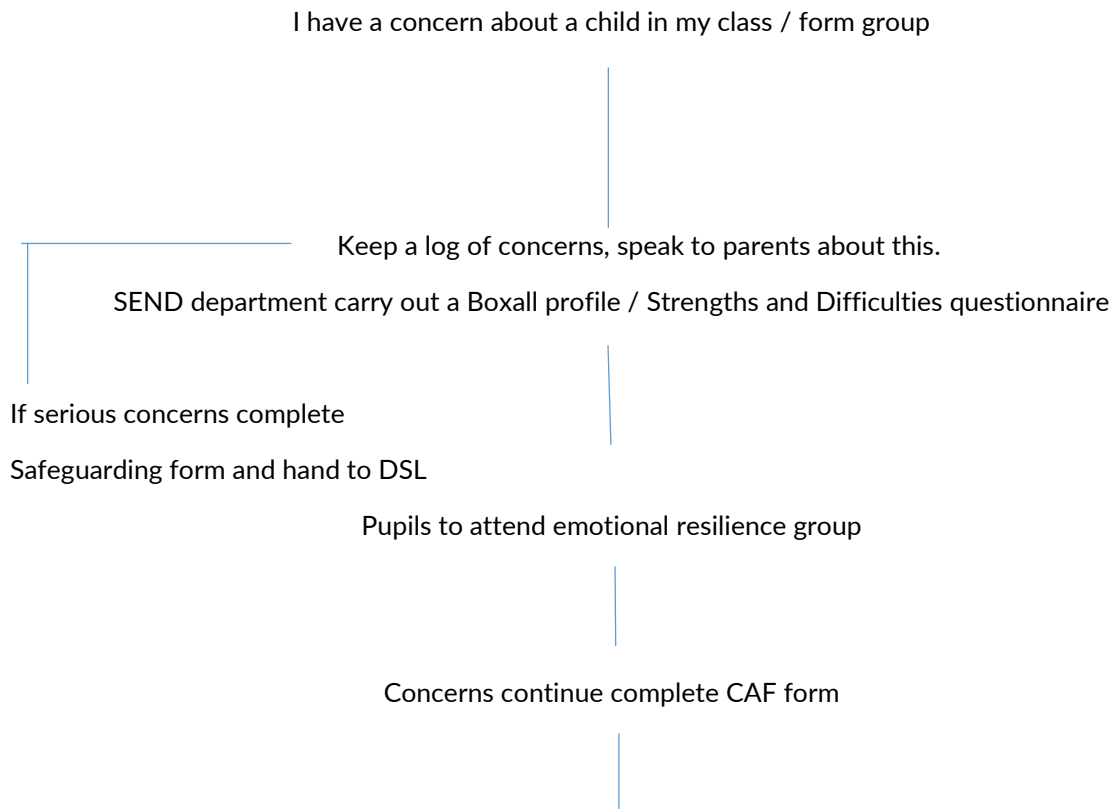 I have a concern about a child in my class / form group
Keep a log of concerns, speak to parents about this.
SEND department carry out a Boxall profile / Strengths and Difficulties questionnaire
If serious concerns complete
Safeguarding form and hand to DSL
Pupils to attend emotional resilience group
Concerns continue complete CAF form